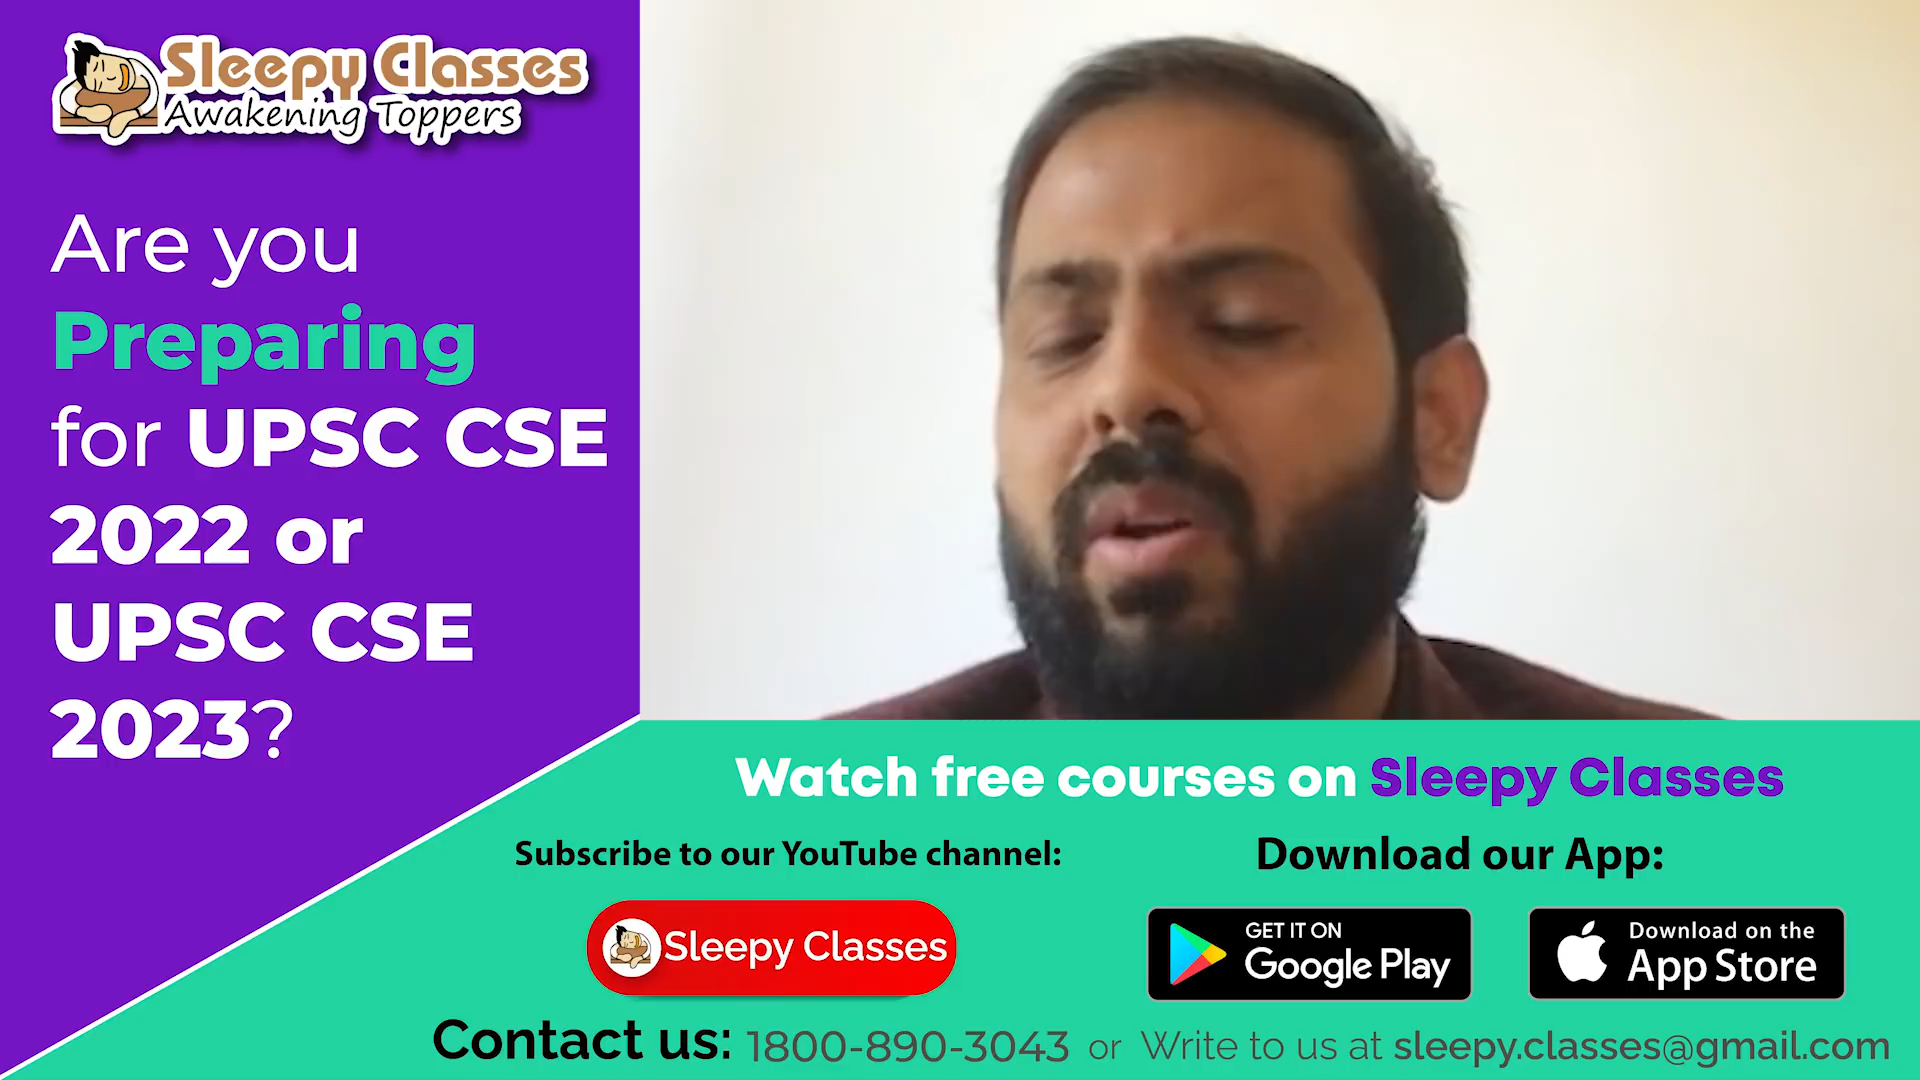 Sleepy Classes
Awakening Toppers
Are you
Preparing
for UPSC CSE
2022 or
UPSC CSE
2023?
Watch free courses on Sleepy Classes
Subscribe to our YouTube channel:
Sleepy Classes
Download our App:
GET IT ON
Google Play
Download on the
App Store
Contact us: 1800-890-3043 or Write to us at sleepy.classes@gmail.com